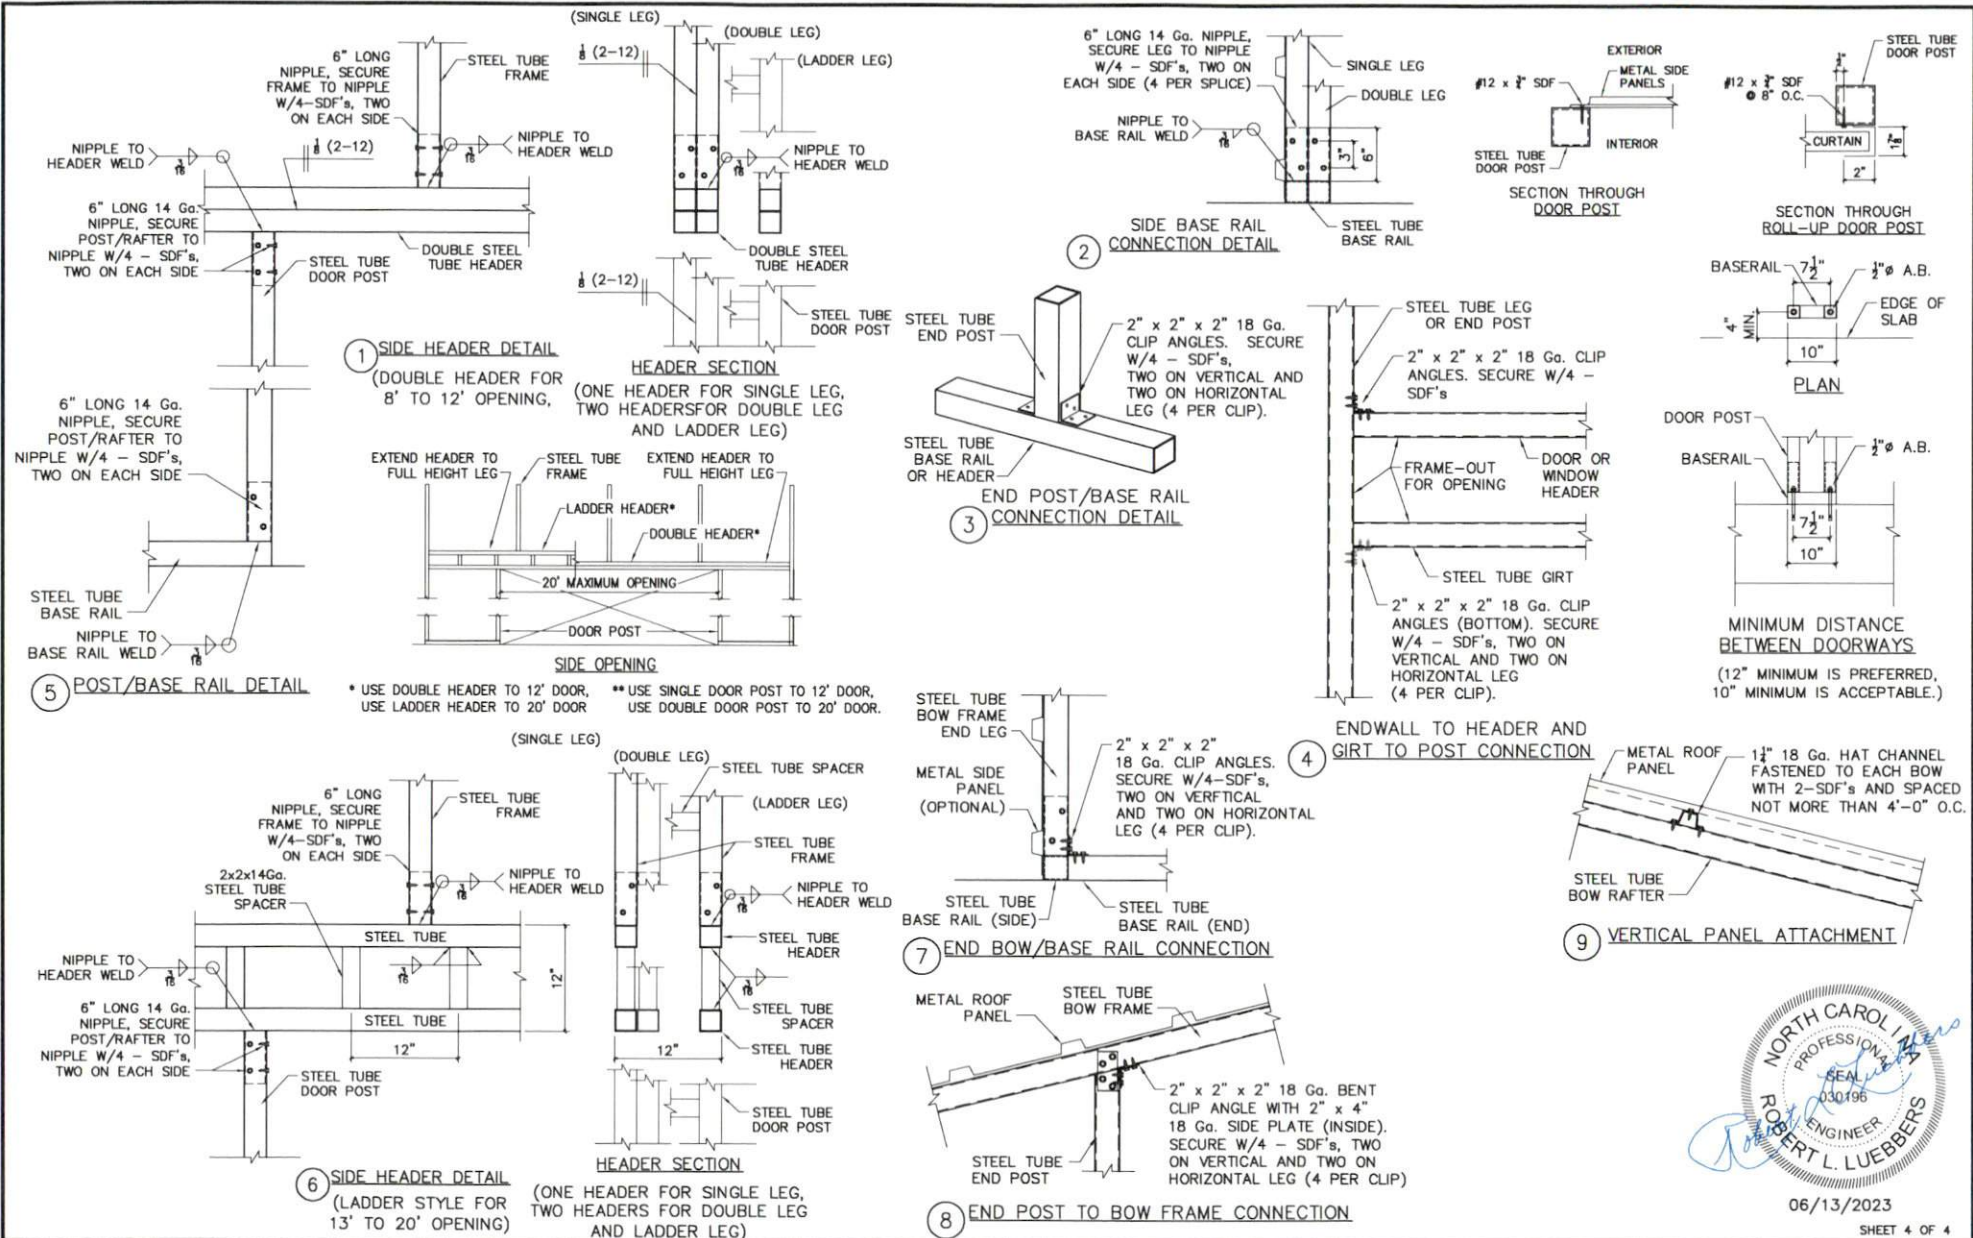 (SINGLE LEG)
(DOUBLE LEG)
(LADDER LEG)
6" LONG
NIPPLE, SECURE
FRAME TO NIPPLE
W/4-SDF's, TWO
ON EACH SIDE
STEEL TUBE
FRAME
1/8 (2-12)
NIPPLE TO
HEADER WELD
3/16
1/8 (2-12)
3/16
NIPPLE TO
HEADER WELD
3/16
NIPPLE TO
HEADER WELD
6" LONG 14 Ga.
NIPPLE, SECURE
POST/RAFTER TO
NIPPLE W/4 - SDF's,
TWO ON EACH SIDE
STEEL TUBE
DOOR POST
DOUBLE STEEL
TUBE HEADER
DOUBLE STEEL
TUBE HEADER
1/8 (2-12)
STEEL TUBE
DOOR POST
1 SIDE HEADER DETAIL
(DOUBLE HEADER FOR
8' TO 12' OPENING,
HEADER SECTION
(ONE HEADER FOR SINGLE LEG,
TWO HEADERSFOR DOUBLE LEG
AND LADDER LEG)
6" LONG 14 Ga.
NIPPLE, SECURE
POST/RAFTER TO
NIPPLE W/4 - SDF's,
TWO ON EACH SIDE
STEEL TUBE
BASE RAIL
NIPPLE TO
BASE RAIL WELD
3/16
5 POST/BASE RAIL DETAIL
EXTEND HEADER TO
FULL HEIGHT LEG
STEEL TUBE
FRAME
EXTEND HEADER TO
FULL HEIGHT LEG
LADDER HEADER*
DOUBLE HEADER*
20' MAXIMUM OPENING
DOOR POST
SIDE OPENING
* USE DOUBLE HEADER TO 12' DOOR,
USE LADDER HEADER TO 20' DOOR
** USE SINGLE DOOR POST TO 12' DOOR,
USE DOUBLE DOOR POST TO 20' DOOR.
6" LONG 14 Ga. NIPPLE,
SECURE LEG TO NIPPLE
W/4 - SDF's, TWO ON
EACH SIDE (4 PER SPLICE)
SINGLE LEG
DOUBLE LEG
NIPPLE TO
BASE RAIL WELD
3/16
3"
6"
STEEL TUBE
BASE RAIL
2 SIDE BASE RAIL
CONNECTION DETAIL
EXTERIOR
METAL SIDE
PANELS
#12 x 3/4" SDF
INTERIOR
STEEL TUBE
DOOR POST
SECTION THROUGH
DOOR POST
STEEL TUBE
DOOR POST
1/2"
#12 x 3/4" SDF
@ 8" O.C.
CURTAIN
1 7/8"
2"
SECTION THROUGH
ROLL-UP DOOR POST
STEEL TUBE
END POST
2" x 2" x 2" 18 Ga.
CLIP ANGLES. SECURE
W/4 - SDF's,
TWO ON VERTICAL AND
TWO ON HORIZONTAL
LEG (4 PER CLIP).
STEEL TUBE
BASE RAIL
OR HEADER
3 END POST/BASE RAIL
CONNECTION DETAIL
STEEL TUBE LEG
OR END POST
2" x 2" x 2" 18 Ga. CLIP
ANGLES. SECURE W/4 -
SDF's
FRAME-OUT
FOR OPENING
DOOR OR
WINDOW
HEADER
STEEL TUBE GIRT
2" x 2" x 2" 18 Ga. CLIP
ANGLES (BOTTOM). SECURE
W/4 - SDF's, TWO ON
VERTICAL AND TWO ON
HORIZONTAL LEG
(4 PER CLIP).
4 ENDWALL TO HEADER AND
GIRT TO POST CONNECTION
BASERAIL
7 1/2"
1/2"ø A.B.
EDGE OF
SLAB
4"
MIN.
10"
PLAN
DOOR POST
1/2"ø A.B.
BASERAIL
7 1/2"
10"
MINIMUM DISTANCE
BETWEEN DOORWAYS
(12" MINIMUM IS PREFERRED,
10" MINIMUM IS ACCEPTABLE.)
(SINGLE LEG)
(DOUBLE LEG)
STEEL TUBE SPACER
(LADDER LEG)
6" LONG
NIPPLE, SECURE
FRAME TO NIPPLE
W/4-SDF's, TWO
ON EACH SIDE
STEEL TUBE
FRAME
STEEL TUBE
FRAME
2x2x14Ga.
STEEL TUBE
SPACER
3/16
NIPPLE TO
HEADER WELD
3/16
NIPPLE TO
HEADER WELD
STEEL TUBE
STEEL TUBE
HEADER
NIPPLE TO
HEADER WELD
3/16
3/16
12"
3/16
STEEL TUBE
SPACER
6" LONG 14 Ga.
NIPPLE, SECURE
POST/RAFTER TO
NIPPLE W/4 - SDF's,
TWO ON EACH SIDE
STEEL TUBE
12"
12"
STEEL TUBE
HEADER
STEEL TUBE
DOOR POST
STEEL TUBE
DOOR POST
6 SIDE HEADER DETAIL
(LADDER STYLE FOR
13' TO 20' OPENING)
HEADER SECTION
(ONE HEADER FOR SINGLE LEG,
TWO HEADERS FOR DOUBLE LEG
AND LADDER LEG)
STEEL TUBE
BOW FRAME
END LEG
METAL SIDE
PANEL
(OPTIONAL)
2" x 2" x 2"
18 Ga. CLIP ANGLES.
SECURE W/4-SDF's,
TWO ON VERFTICAL
AND TWO ON HORIZONTAL
LEG (4 PER CLIP).
STEEL TUBE
BASE RAIL (SIDE)
STEEL TUBE
BASE RAIL (END)
7 END BOW/BASE RAIL CONNECTION
METAL ROOF
PANEL
STEEL TUBE
BOW FRAME
2" x 2" x 2" 18 Ga. BENT
CLIP ANGLE WITH 2" x 4"
18 Ga. SIDE PLATE (INSIDE).
SECURE W/4 - SDF's, TWO
ON VERTICAL AND TWO ON
HORIZONTAL LEG (4 PER CLIP)
STEEL TUBE
END POST
8 END POST TO BOW FRAME CONNECTION
METAL ROOF
PANEL
1 1/4" 18 Ga. HAT CHANNEL
FASTENED TO EACH BOW
WITH 2-SDF's AND SPACED
NOT MORE THAN 4'-0" O.C.
STEEL TUBE
BOW RAFTER
9 VERTICAL PANEL ATTACHMENT
NORTH CAROLINA
PROFESSIONAL
SEAL
030196
ENGINEER
ROBERT L. LUEBBERS
Robert L Luebbers
06/13/2023
SHEET 4 OF 4